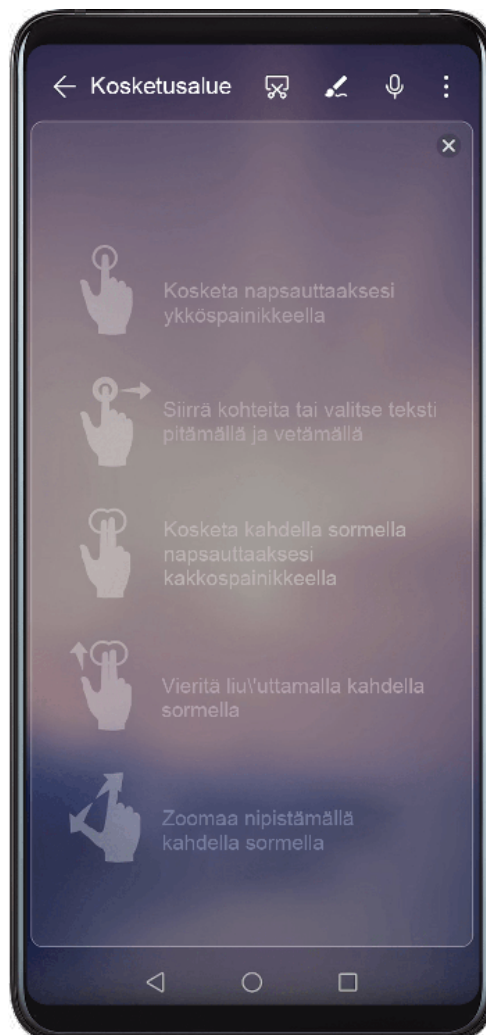 Kosketusalue
Kosketa napsauttaaksesi
ykköspainikkeella
Siirrä kohteita tai valitse teksti
pitämällä ja vetämällä
Kosketa kahdella sormella
napsauttaaksesi
kakkospainikkeella
Vieritä liu\'uttamalla kahdella
sormella
Zoomaa nipistämällä
kahdella sormella